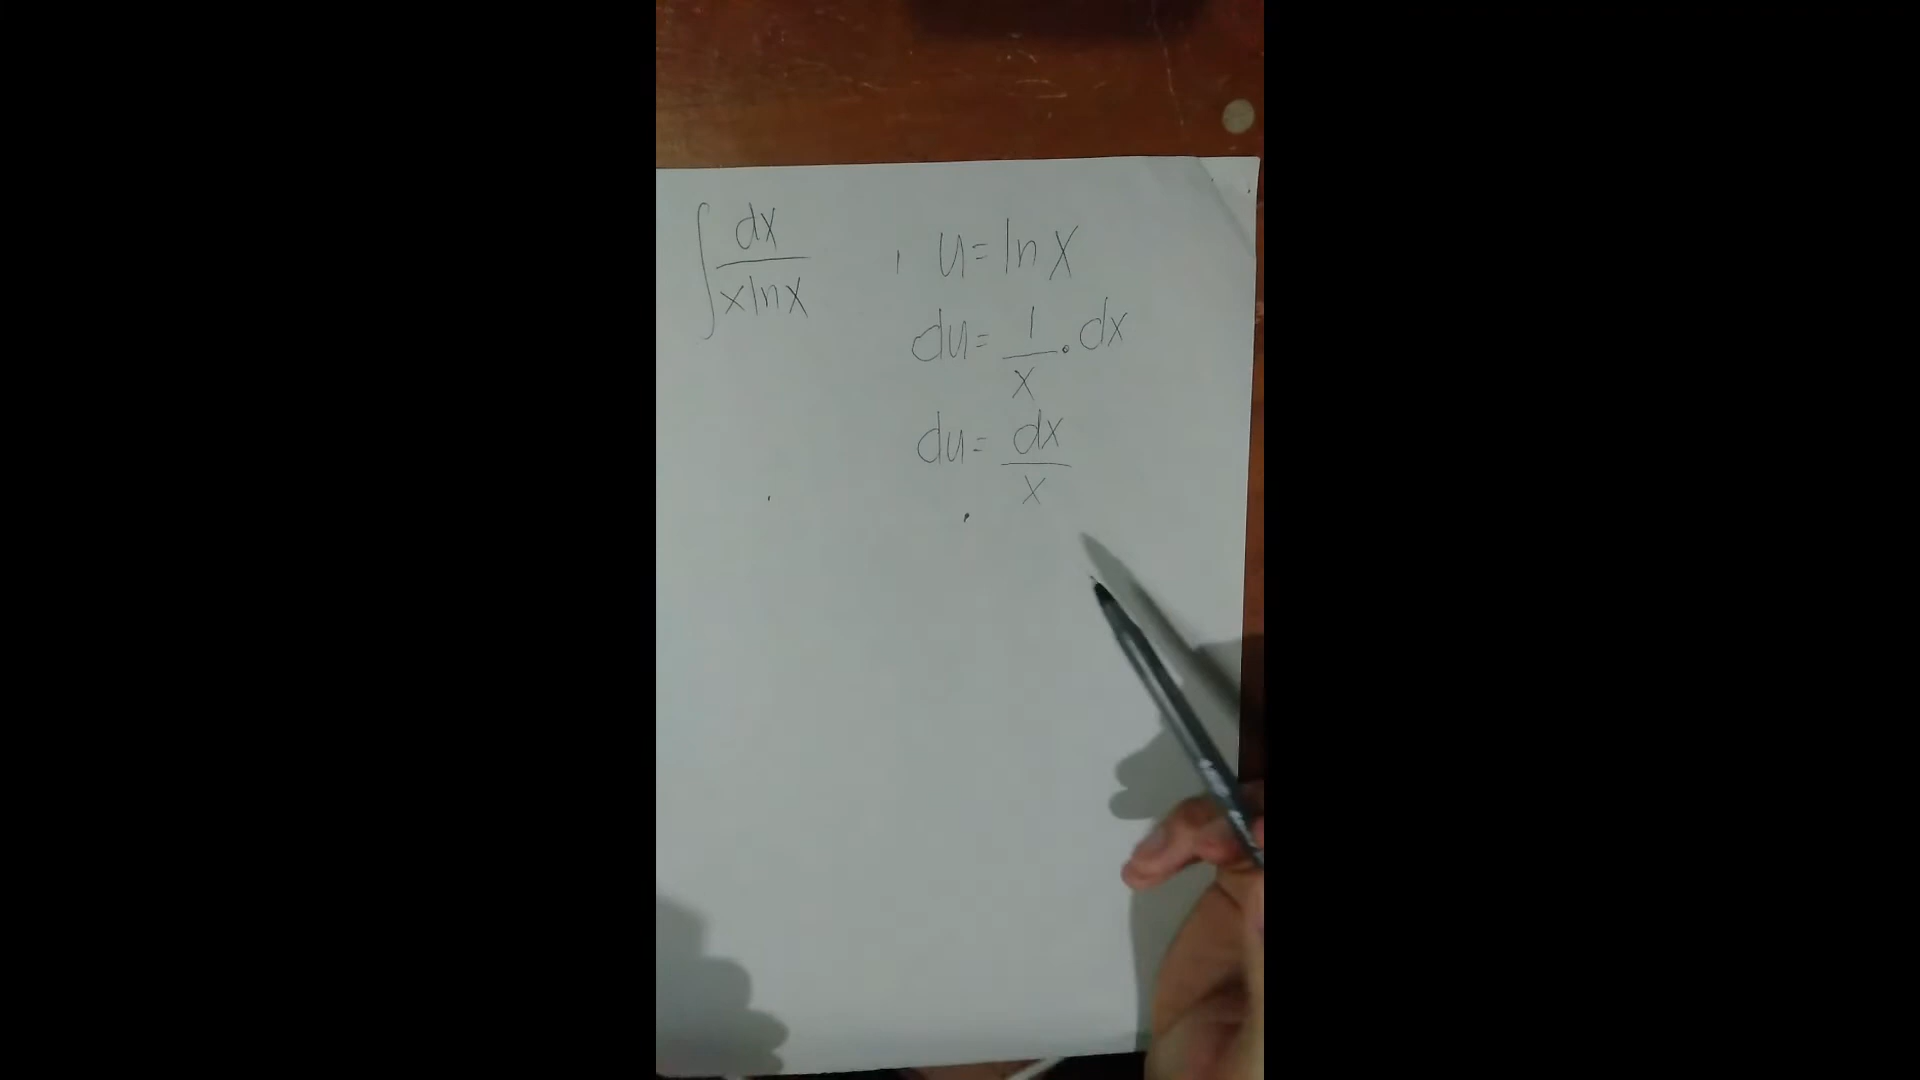 ∫ dx / x ln x
u = ln x
du = 1/x · dx
du = dx/x